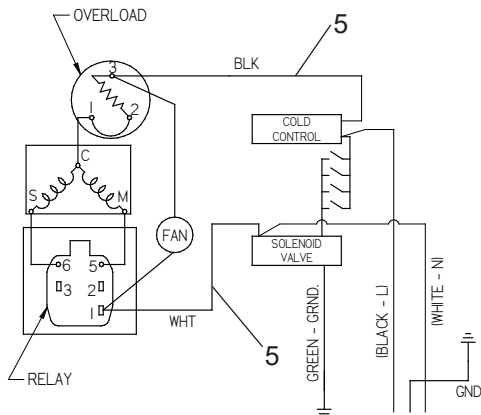 OVERLOAD
5
3
BLK
1 2
COLD
CONTROL
C
S M
FAN
SOLENOID
VALVE
6 5
3 2
1
WHT
5
GREEN - GRND.
(BLACK - L)
(WHITE - N)
RELAY
GND